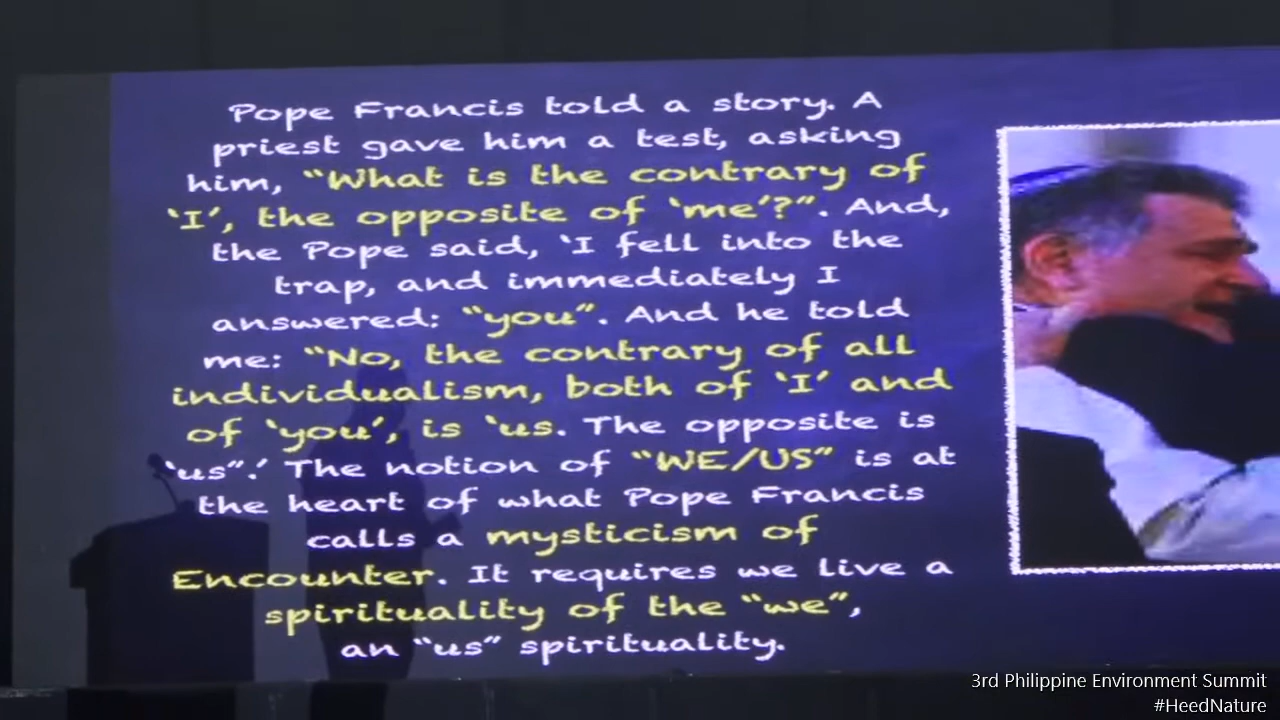 Pope Francis told a story. A
priest gave him a test, asking
him, “What is the contrary of
‘I’, the opposite of ‘me’?”. And,
the Pope said, ‘I fell into the
trap, and immediately I
answered: “you”. And he told
me: “No, the contrary of all
individualism, both of ‘I’ and
of ‘you’, is ‘us. The opposite is
‘us”.’ The notion of “WE/US” is at
the heart of what Pope Francis
calls a mysticism of
Encounter. It requires we live a
spirituality of the “we”,
an “us” spirituality.
3rd Philippine Environment Summit
#HeedNature